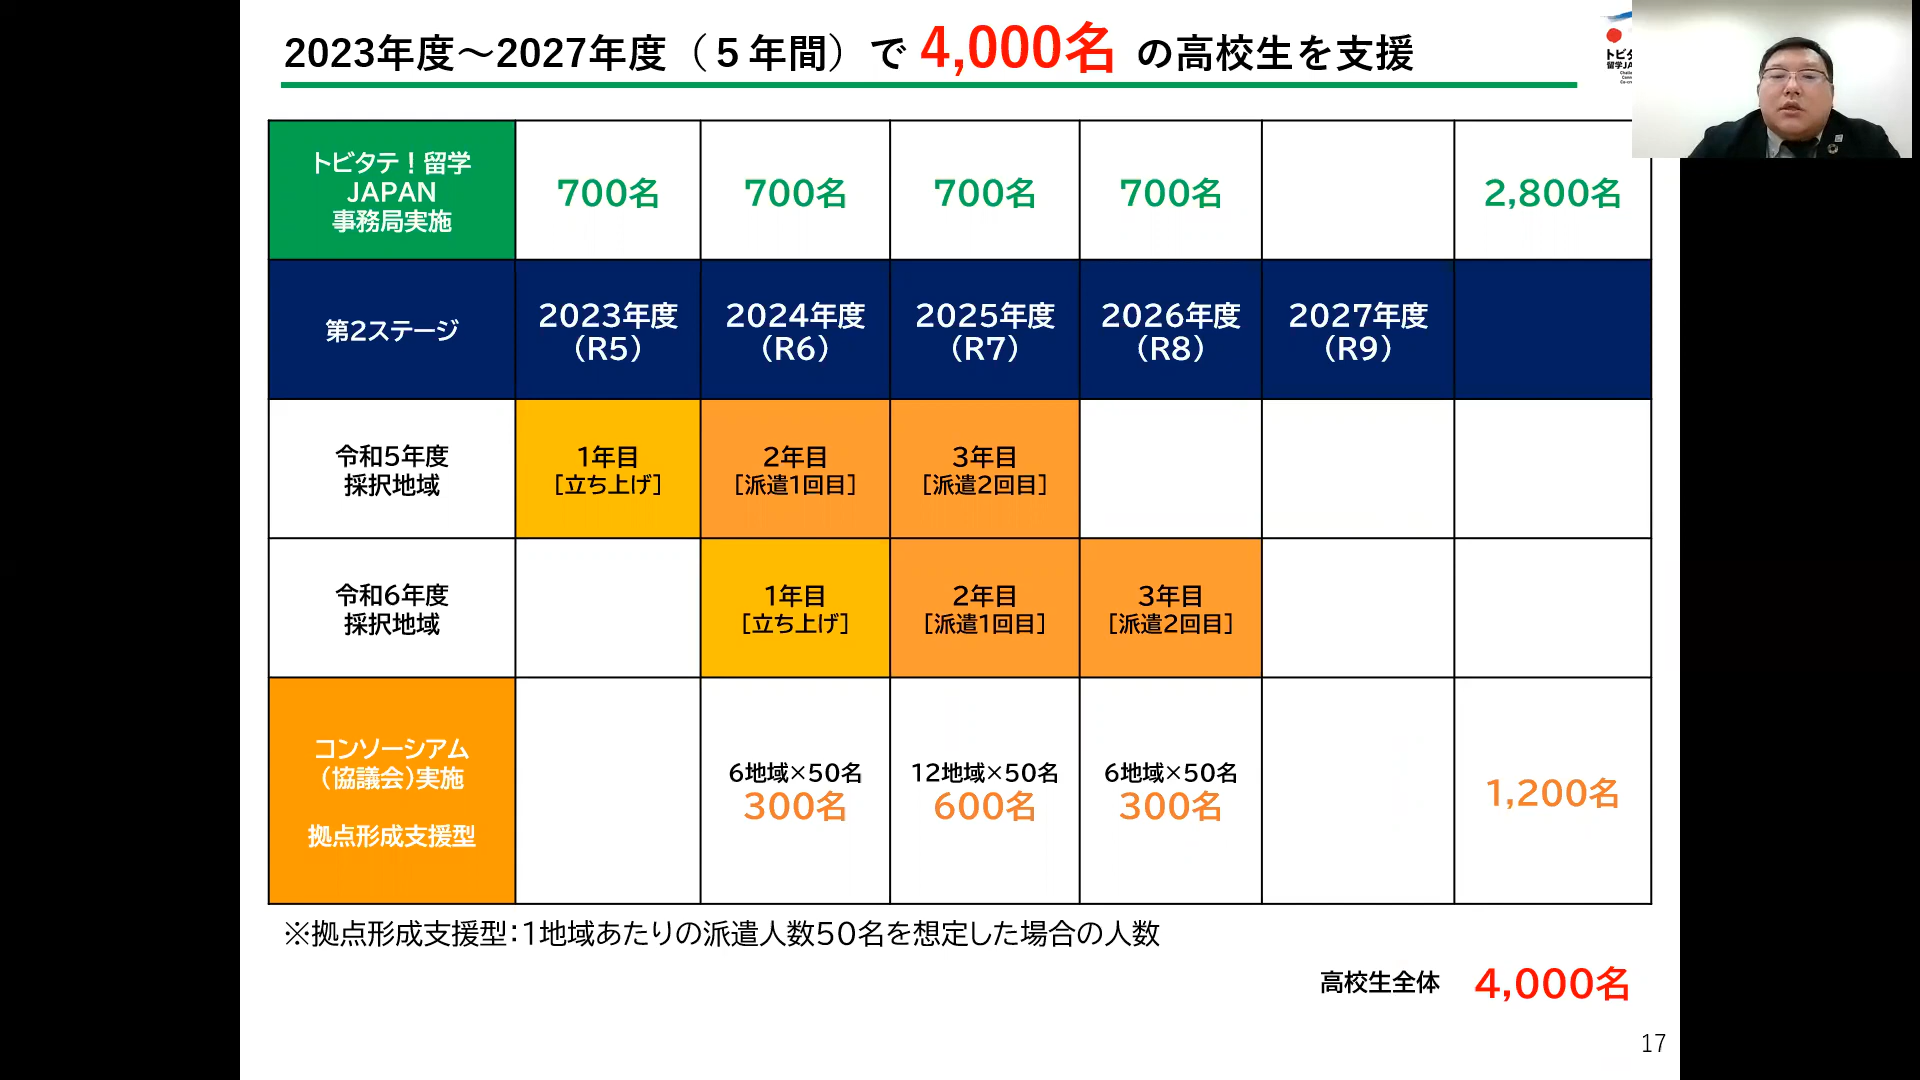 2023年度～2027年度（５年間）で 4,000名 の高校生を支援
トビタテ！留学
JAPAN
事務局実施
700名
700名
700名
700名
2,800名
第2ステージ
2023年度
（R5）
2024年度
（R6）
2025年度
（R7）
2026年度
（R8）
2027年度
（R9）
令和5年度
採択地域
1年目
［立ち上げ］
2年目
［派遣1回目］
3年目
［派遣2回目］
令和6年度
採択地域
1年目
［立ち上げ］
2年目
［派遣1回目］
3年目
［派遣2回目］
コンソーシアム
（協議会）実施
拠点形成支援型
6地域×50名
300名
12地域×50名
600名
6地域×50名
300名
1,200名
※拠点形成支援型：1地域あたりの派遣人数50名を想定した場合の人数
高校生全体 4,000名
17